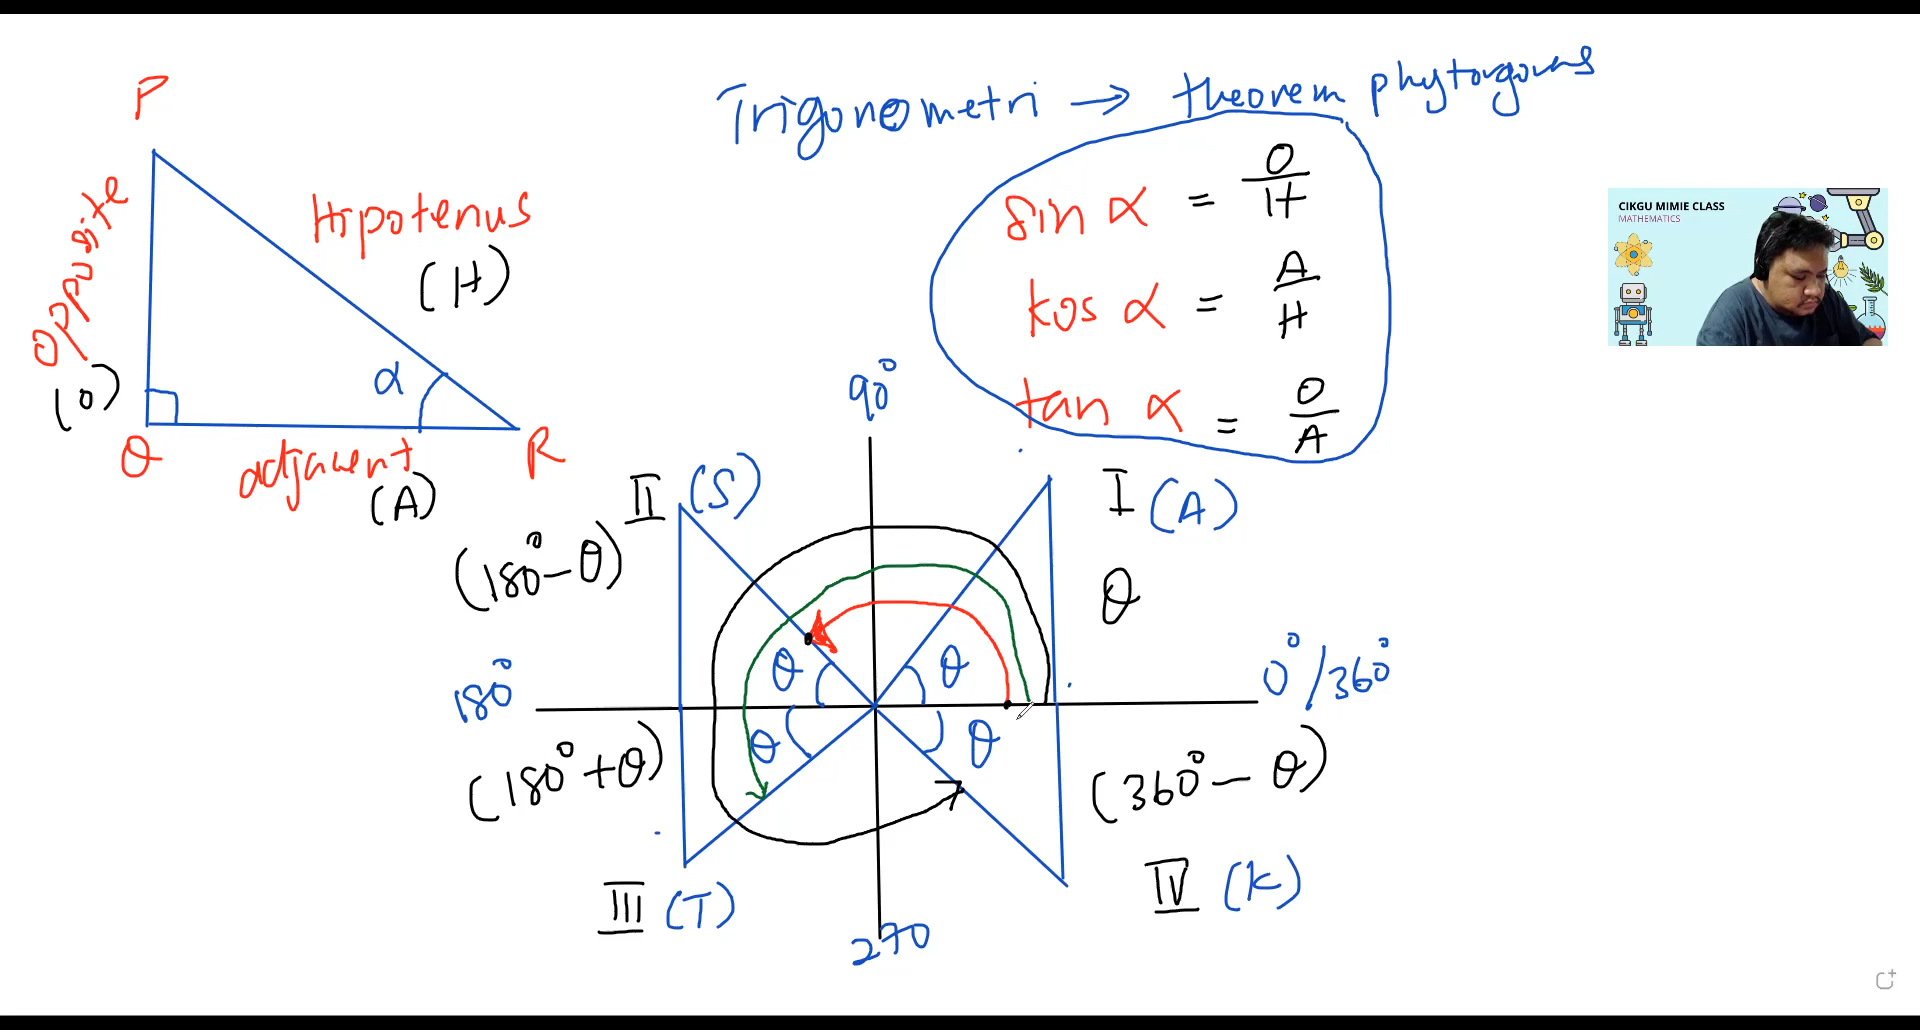 Trigonometri → theorem phytorgoras
P
opposite
(O)
Hipotenus
(H)
α
Q
adjacent
(A)
R
sin α = O/H
kos α = A/H
tan α = O/A
CIKGU MIMIE CLASS
MATHEMATICS
90°
II (S)
I (A)
(180° − θ)
θ
θ
θ
180°
0°/360°
θ
θ
(180° + θ)
(360° − θ)
III (T)
IV (K)
270